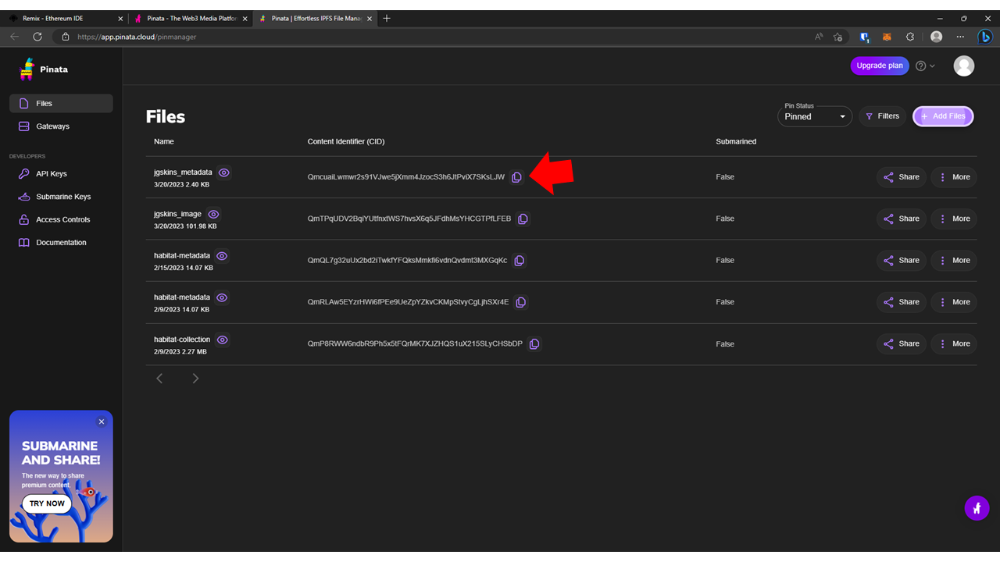 Remix - Ethereum IDE
Pinata - The Web3 Media Platform
Pinata | Effortless IPFS File Mana
https://app.pinata.cloud/pinmanager
Pinata
Upgrade plan
Files
Gateways
DEVELOPERS
API Keys
Submarine Keys
Access Controls
Documentation
Files
Pin Status
Pinned
Filters
+ Add Files
Name Content Identifier (CID) Submarined
jgskins_metadata
3/20/2023 2.40 KB
QmcuaiLwmwr2s91VJwe5jXmm4JzocS3h6JtPviX7SKsLJW False Share More
jgskins_image
3/20/2023 101.98 KB
QmTPqUDV2BqiYUtfnxtWS7hvsX6q5JFdhMsYHCGTPfLFEB False Share More
habitat-metadata
2/15/2023 14.07 KB
QmQL7g32uUx2bd2iTwkfYFQksMmkfi6vdnQvdmt3MXGqKc False Share More
habitat-metadata
2/9/2023 14.07 KB
QmRLAw5EYzrHWi6fPEe9UeZpYZkvCKMpStvyCgLjhSXr4E False Share More
habitat-collection
2/9/2023 2.27 MB
QmP8RWW6ndbR9Ph5x5tFQrMK7XJZHQS1uX215SLyCHSbDP False Share More
SUBMARINE
AND SHARE!
The new way to share
premium content.
TRY NOW